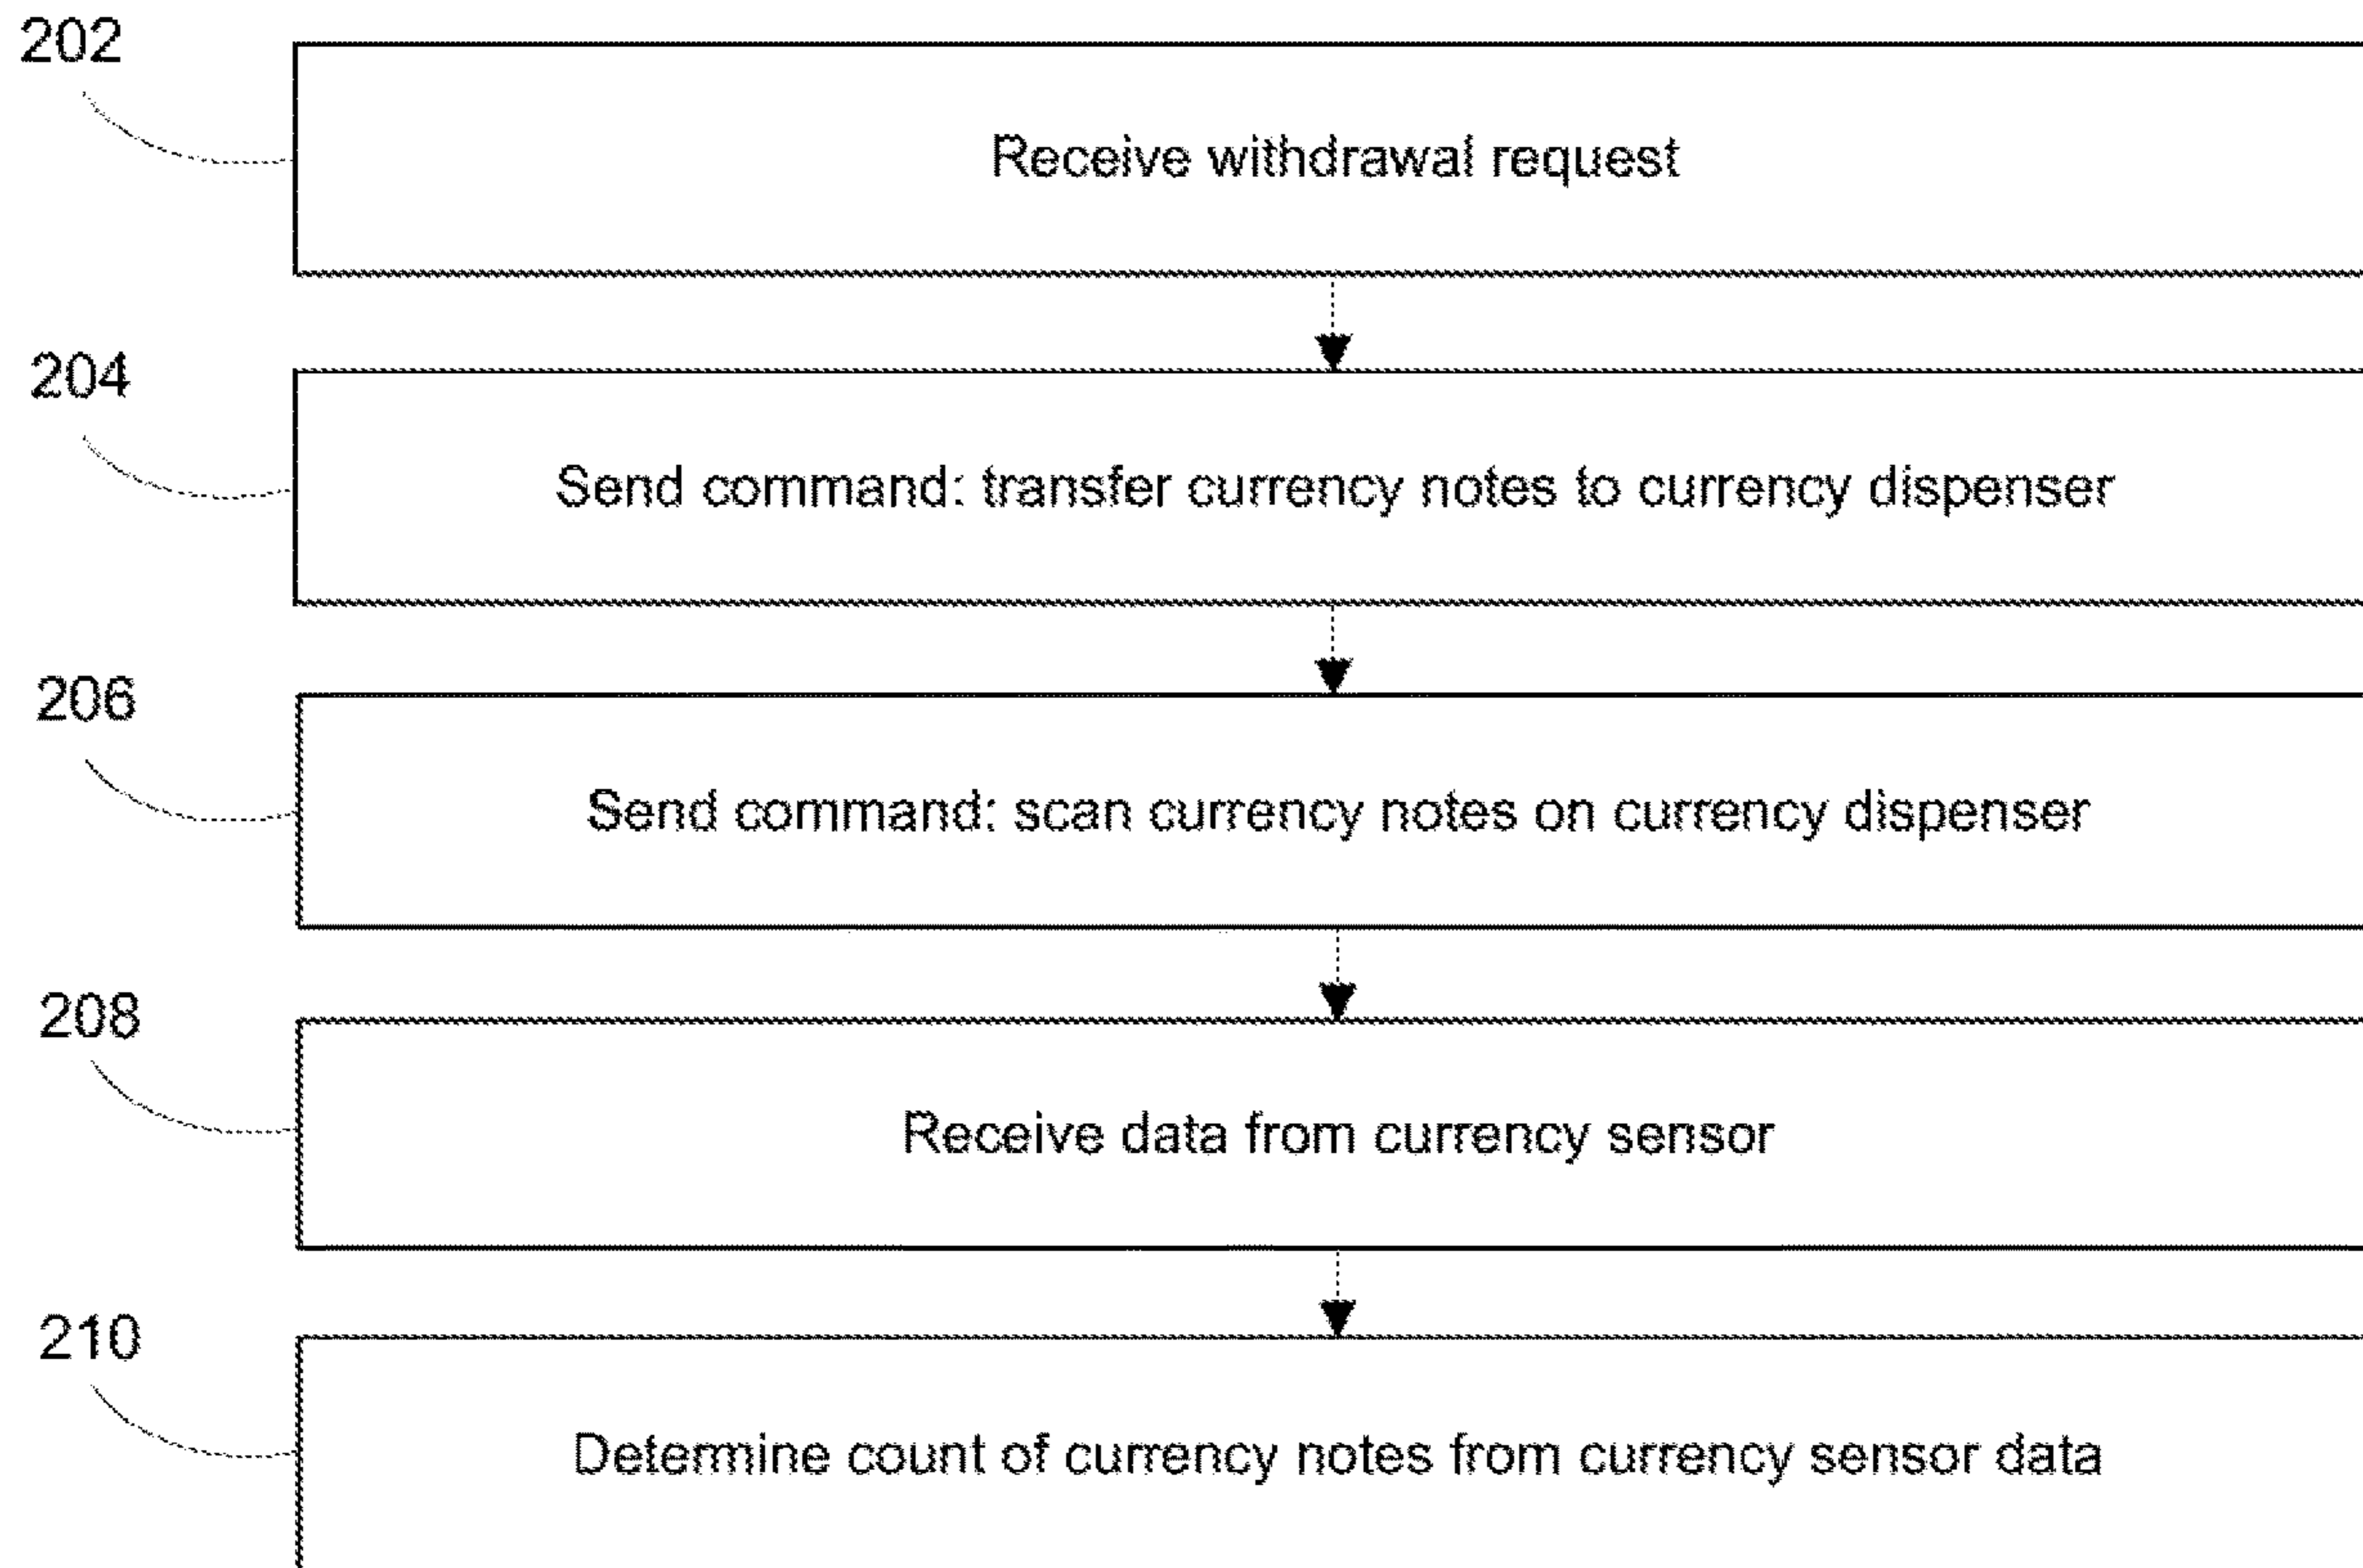 202
Receive withdrawal request
204
Send command: transfer currency notes to currency dispenser
206
Send command: scan currency notes on currency dispenser
208
Receive data from currency sensor
210
Determine count of currency notes from currency sensor data